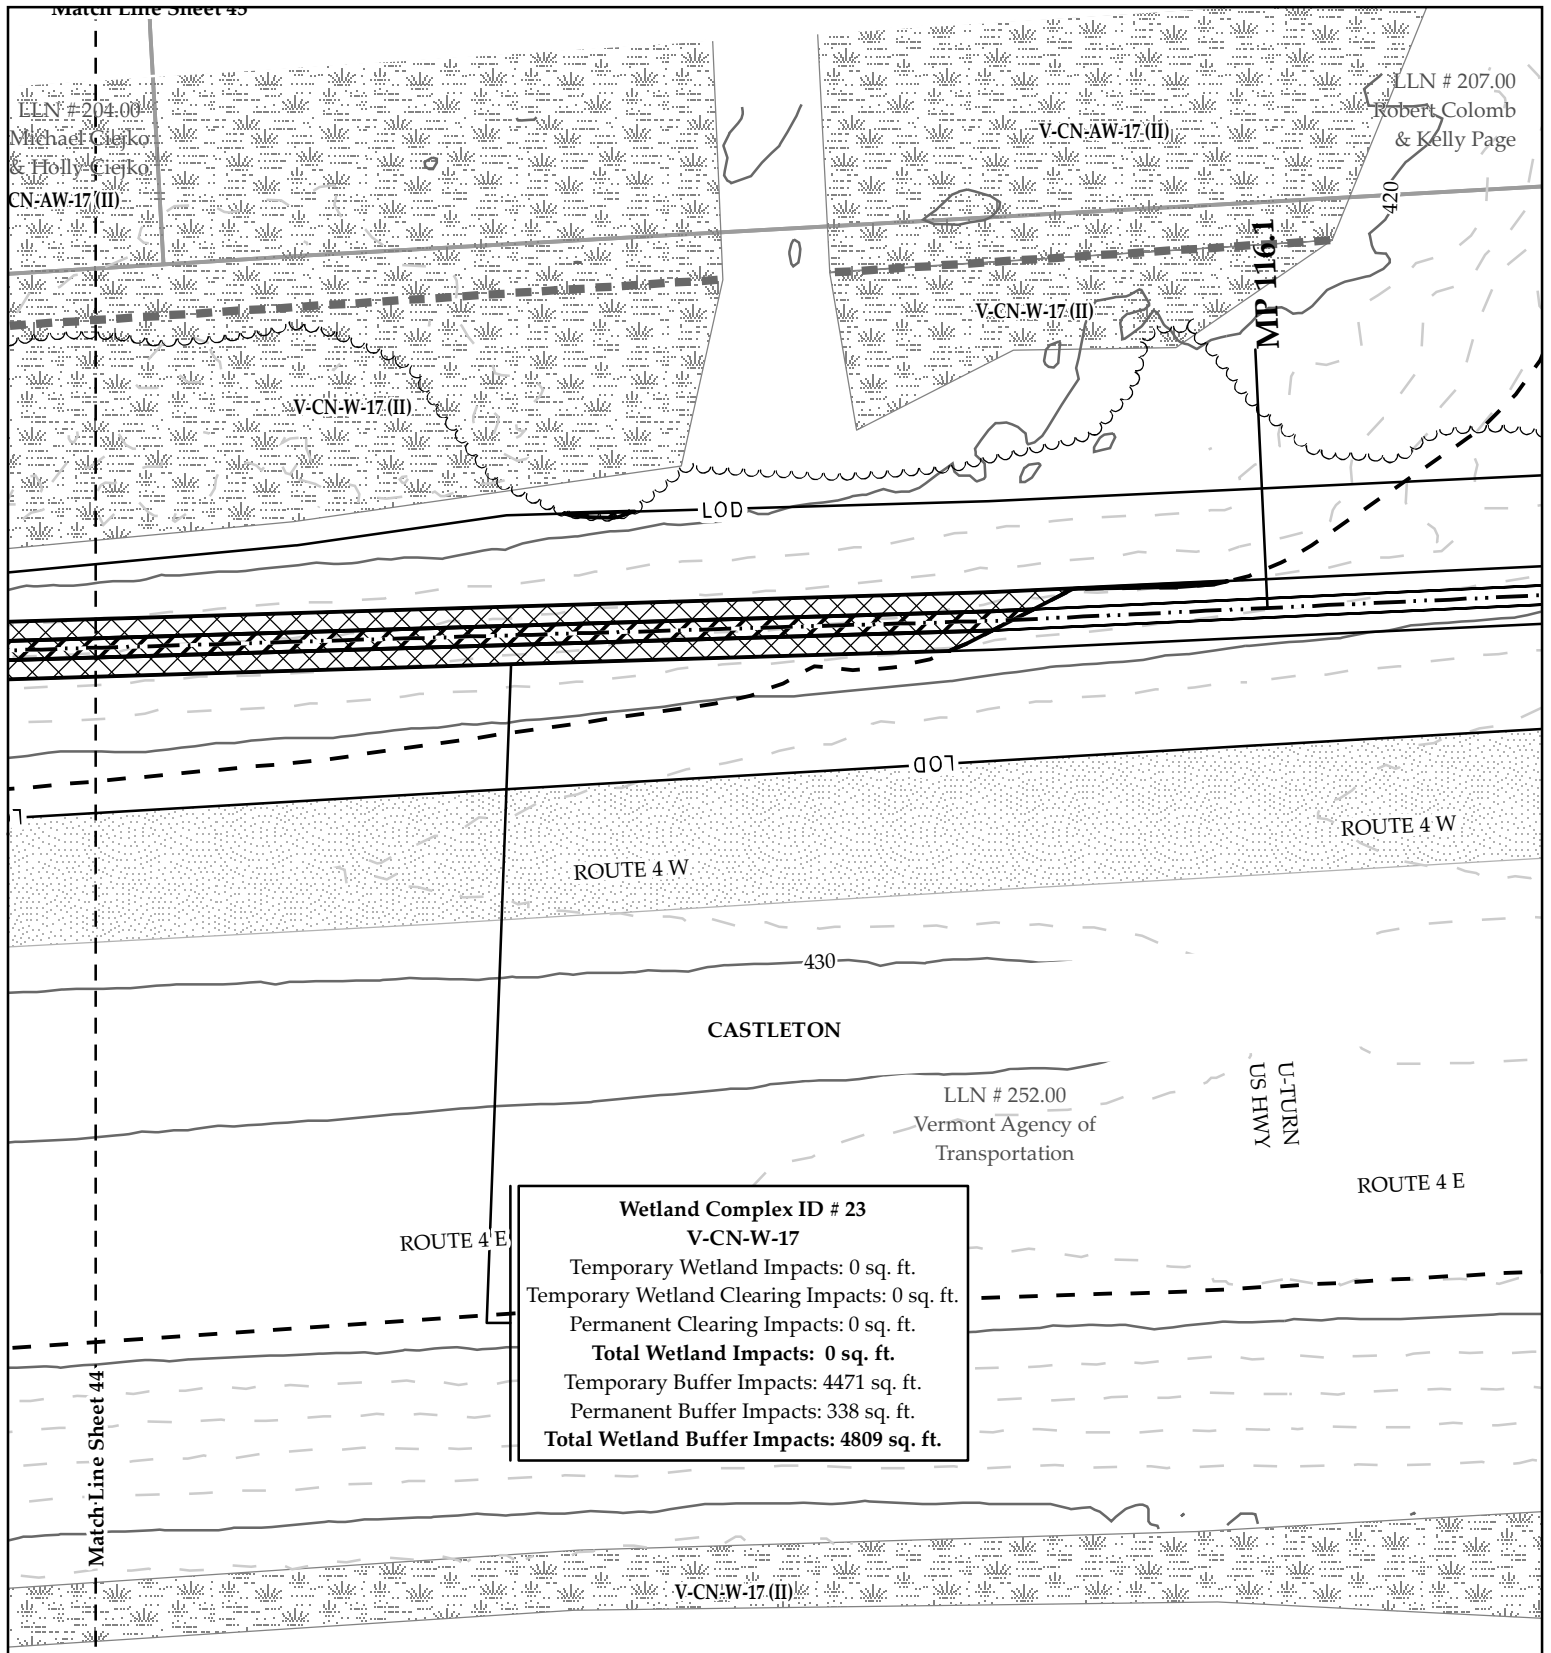 Match Line Sheet 45
LLN # 204.00
Michael Ciejko
& Holly Ciejko
CN-AW-17 (II)
V-CN-AW-17 (II)
LLN # 207.00
Robert Colomb
& Kelly Page
420
MP 116.1
V-CN-W-17 (II)
V-CN-W-17 (II)
LOD
LOD
ROUTE 4 W
ROUTE 4 W
430
CASTLETON
LLN # 252.00
Vermont Agency of
Transportation
U-TURN
US HWY
ROUTE 4 E
ROUTE 4 E
Wetland Complex ID # 23
V-CN-W-17
Temporary Wetland Impacts: 0 sq. ft.
Temporary Wetland Clearing Impacts: 0 sq. ft.
Permanent Clearing Impacts: 0 sq. ft.
Total Wetland Impacts: 0 sq. ft.
Temporary Buffer Impacts: 4471 sq. ft.
Permanent Buffer Impacts: 338 sq. ft.
Total Wetland Buffer Impacts: 4809 sq. ft.
Match Line Sheet 44
V-CN-W-17 (II)